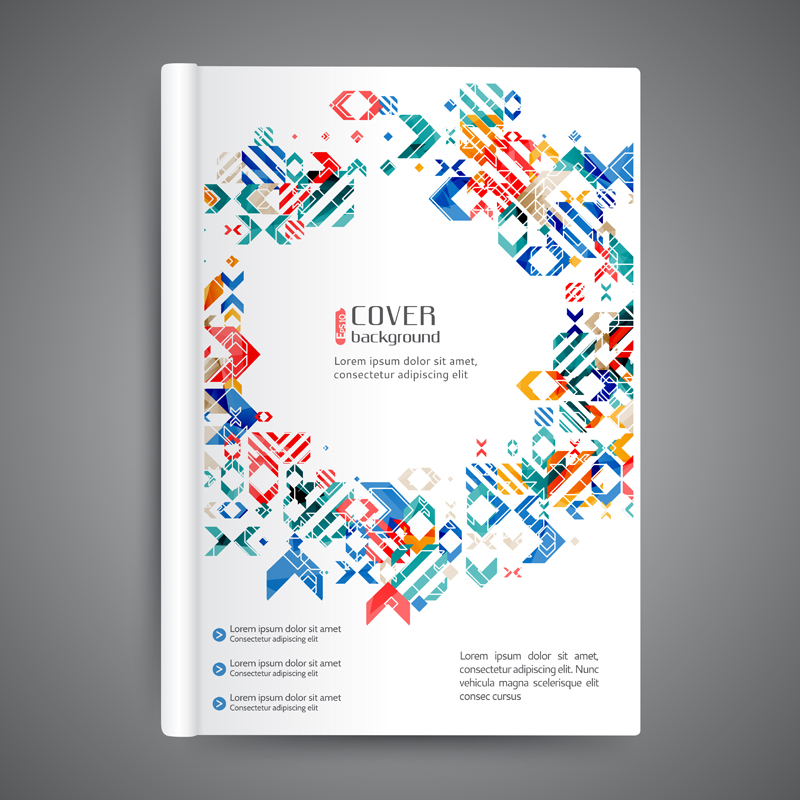 Eps10
COVER
background
Lorem ipsum dolor sit amet,
consectetur adipiscing elit
Lorem ipsum dolor sit amet
Consectetur adipiscing elit
Lorem ipsum dolor sit amet
Consectetur adipiscing elit
Lorem ipsum dolor sit amet
Consectetur adipiscing elit
Lorem ipsum dolor sit amet,
consectetur adipiscing elit. Nunc
vehicula magna scelerisque elit
consec cursus